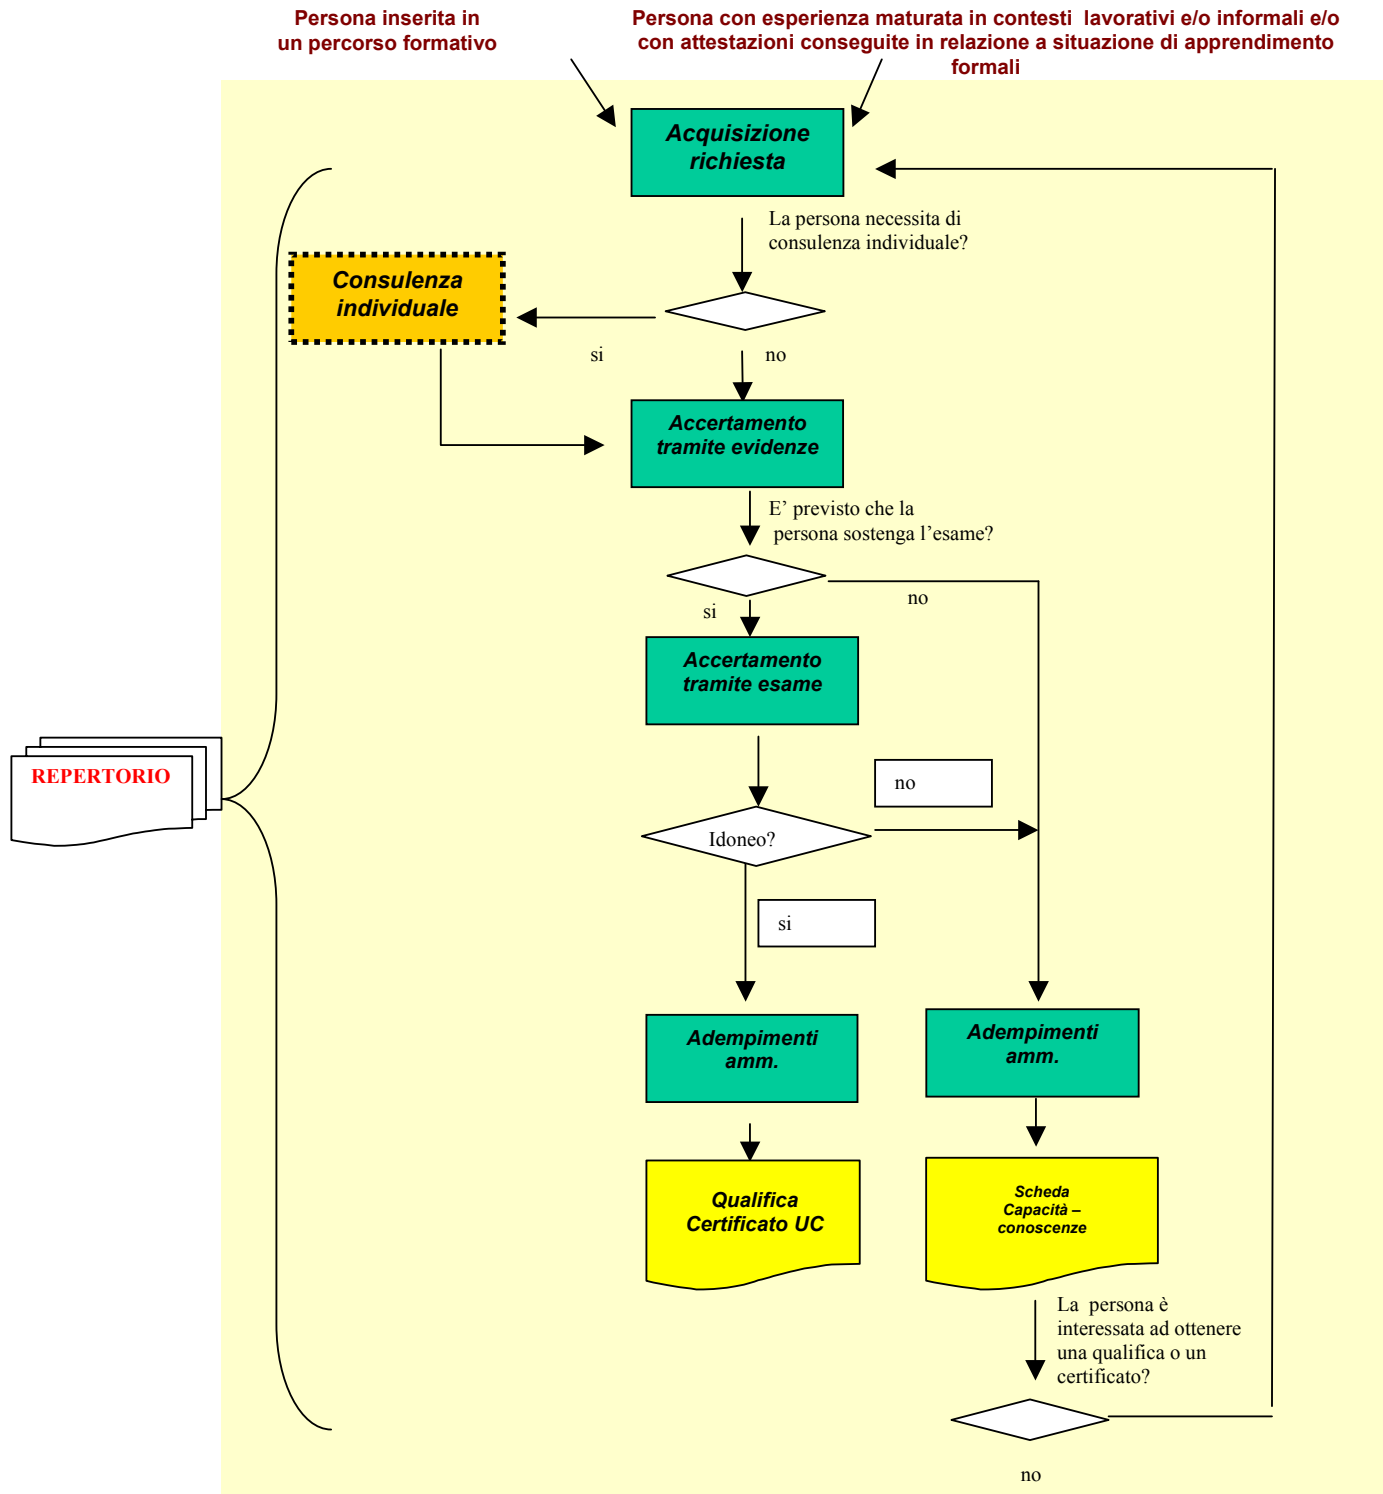 Persona inserita in
un percorso formativo
Persona con esperienza maturata in contesti lavorativi e/o informali e/o
con attestazioni conseguite in relazione a situazione di apprendimento
formali
Acquisizione
richiesta
La persona necessita di
consulenza individuale?
Consulenza
individuale
si
no
Accertamento
tramite evidenze
E’ previsto che la
persona sostenga l’esame?
si
no
Accertamento
tramite esame
REPERTORIO
no
Idoneo?
si
Adempimenti
amm.
Adempimenti
amm.
Qualifica
Certificato UC
Scheda
Capacità –
conoscenze
La persona è
interessata ad ottenere
una qualifica o un
certificato?
no